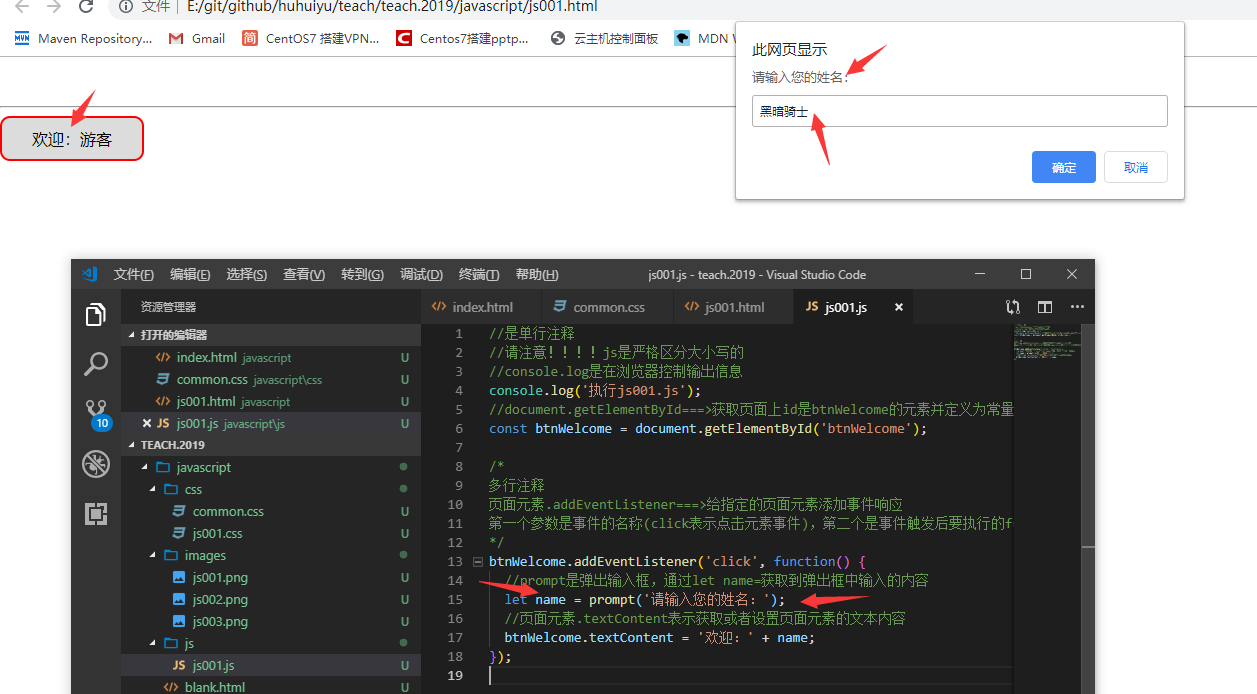 文件 E:/git/github/huhuiyu/teach/teach.2019/javascript/js001.html
Maven Repository... Gmail 简 CentOS7 搭建VPN... Centos7搭建pptp... 云主机控制面板 MDN
此网页显示
请输入您的姓名：
黑暗骑士
确定 取消
欢迎：游客
文件(F) 编辑(E) 选择(S) 查看(V) 转到(G) 调试(D) 终端(T) 帮助(H) js001.js - teach.2019 - Visual Studio Code
资源管理器
打开的编辑器
index.html javascript U
common.css javascript\css U
js001.html javascript U
JS js001.js javascript\js U
10
TEACH.2019
javascript
css
common.css U
js001.css U
images
js001.png U
js002.png U
js003.png U
js
JS js001.js U
blank.html U
index.html common.css js001.html JS js001.js
1 //是单行注释
2 //请注意！！！！js是严格区分大小写的
3 //console.log是在浏览器控制输出信息
4 console.log('执行js001.js');
5 //document.getElementById===>获取页面上id是btnWelcome的元素并定义为常量
6 const btnWelcome = document.getElementById('btnWelcome');
7
8 /*
9 多行注释
10 页面元素.addEventListener===>给指定的页面元素添加事件响应
11 第一个参数是事件的名称(click表示点击元素事件)，第二个是事件触发后要执行的f
12 */
13 btnWelcome.addEventListener('click', function() {
14 //prompt是弹出输入框，通过let name=获取到弹出框中输入的内容
15 let name = prompt('请输入您的姓名：');
16 //页面元素.textContent表示获取或者设置页面元素的文本内容
17 btnWelcome.textContent = '欢迎：' + name;
18 });
19